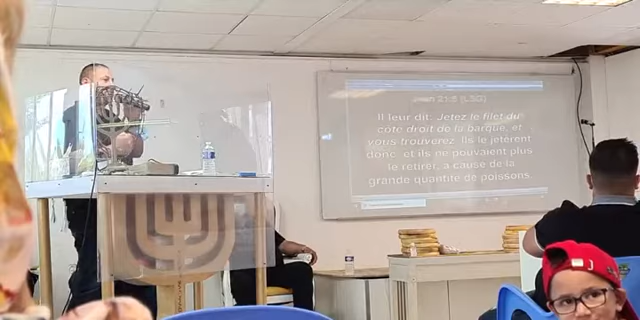 Jean 21:6 (LSG)
Il leur dit: Jetez le filet du
côté droit de la barque, et
vous trouverez. Ils le jetèrent
donc, et ils ne pouvaient plus
le retirer, à cause de la
grande quantité de poissons.